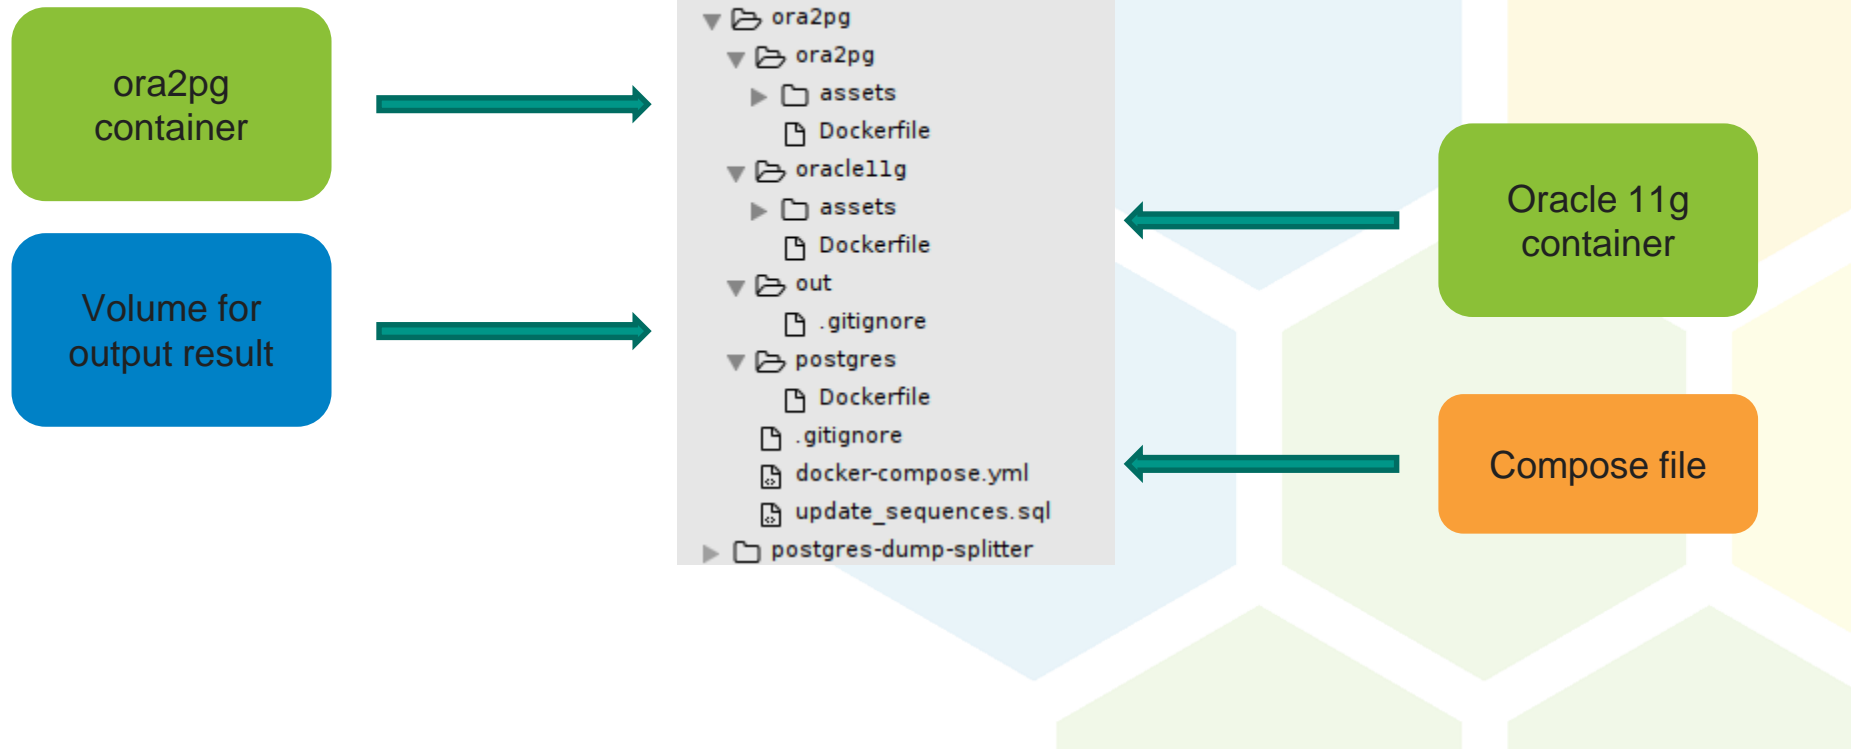 ora2pg
container
Volume for
output result
ora2pg
ora2pg
assets
Dockerfile
oracle11g
assets
Dockerfile
out
.gitignore
postgres
Dockerfile
.gitignore
docker-compose.yml
update_sequences.sql
postgres-dump-splitter
Oracle 11g
container
Compose file